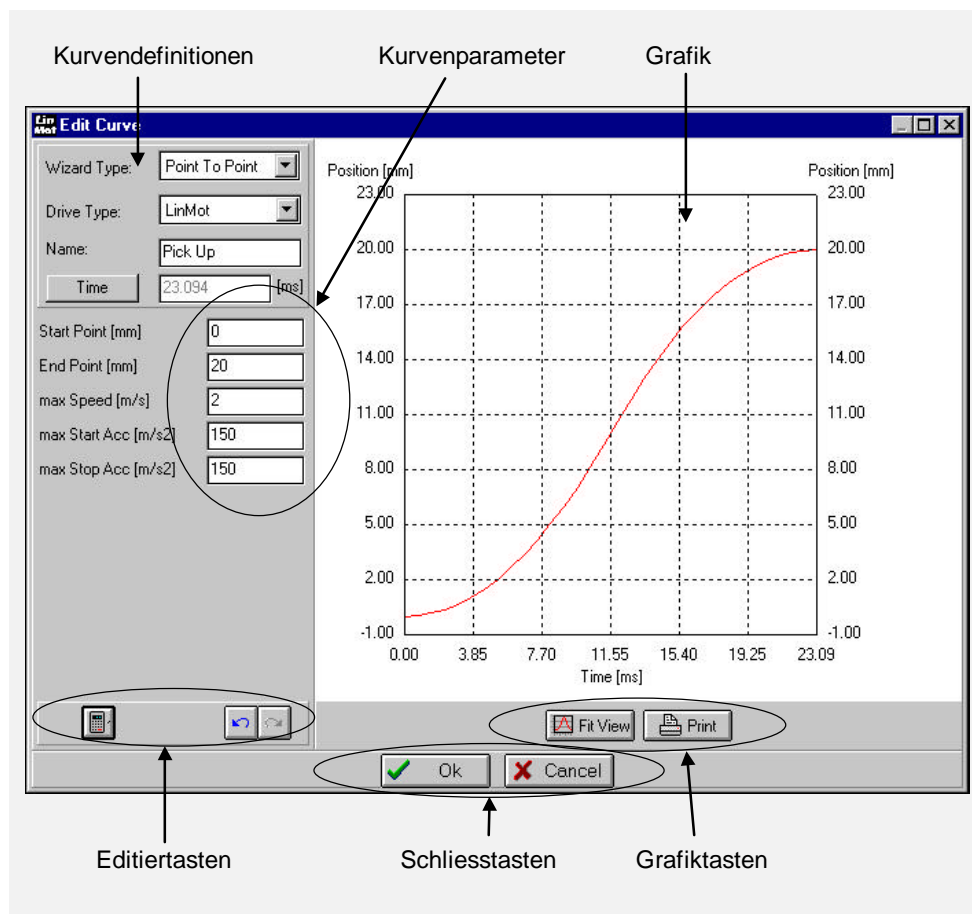 Kurvendefinitionen Kurvenparameter Grafik
Lin Mot Edit Curve
Wizard Type: Point To Point
Drive Type: LinMot
Name: Pick Up
Time 23.094 [ms]
Start Point [mm] 0
End Point [mm] 20
max Speed [m/s] 2
max Start Acc [m/s2] 150
max Stop Acc [m/s2] 150
Position [mm] Position [mm]
23.00 23.00
20.00 20.00
17.00 17.00
14.00 14.00
11.00 11.00
8.00 8.00
5.00 5.00
2.00 2.00
-1.00 -1.00
0.00 3.85 7.70 11.55 15.40 19.25 23.09
Time [ms]
Fit View Print
Ok Cancel
Editiertasten Schliesstasten Grafiktasten